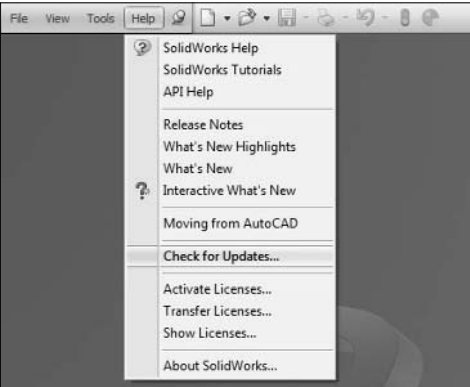 File View Tools Help
SolidWorks Help
SolidWorks Tutorials
API Help
Release Notes
What's New Highlights
What's New
Interactive What's New
Moving from AutoCAD
Check for Updates...
Activate Licenses...
Transfer Licenses...
Show Licenses...
About SolidWorks...